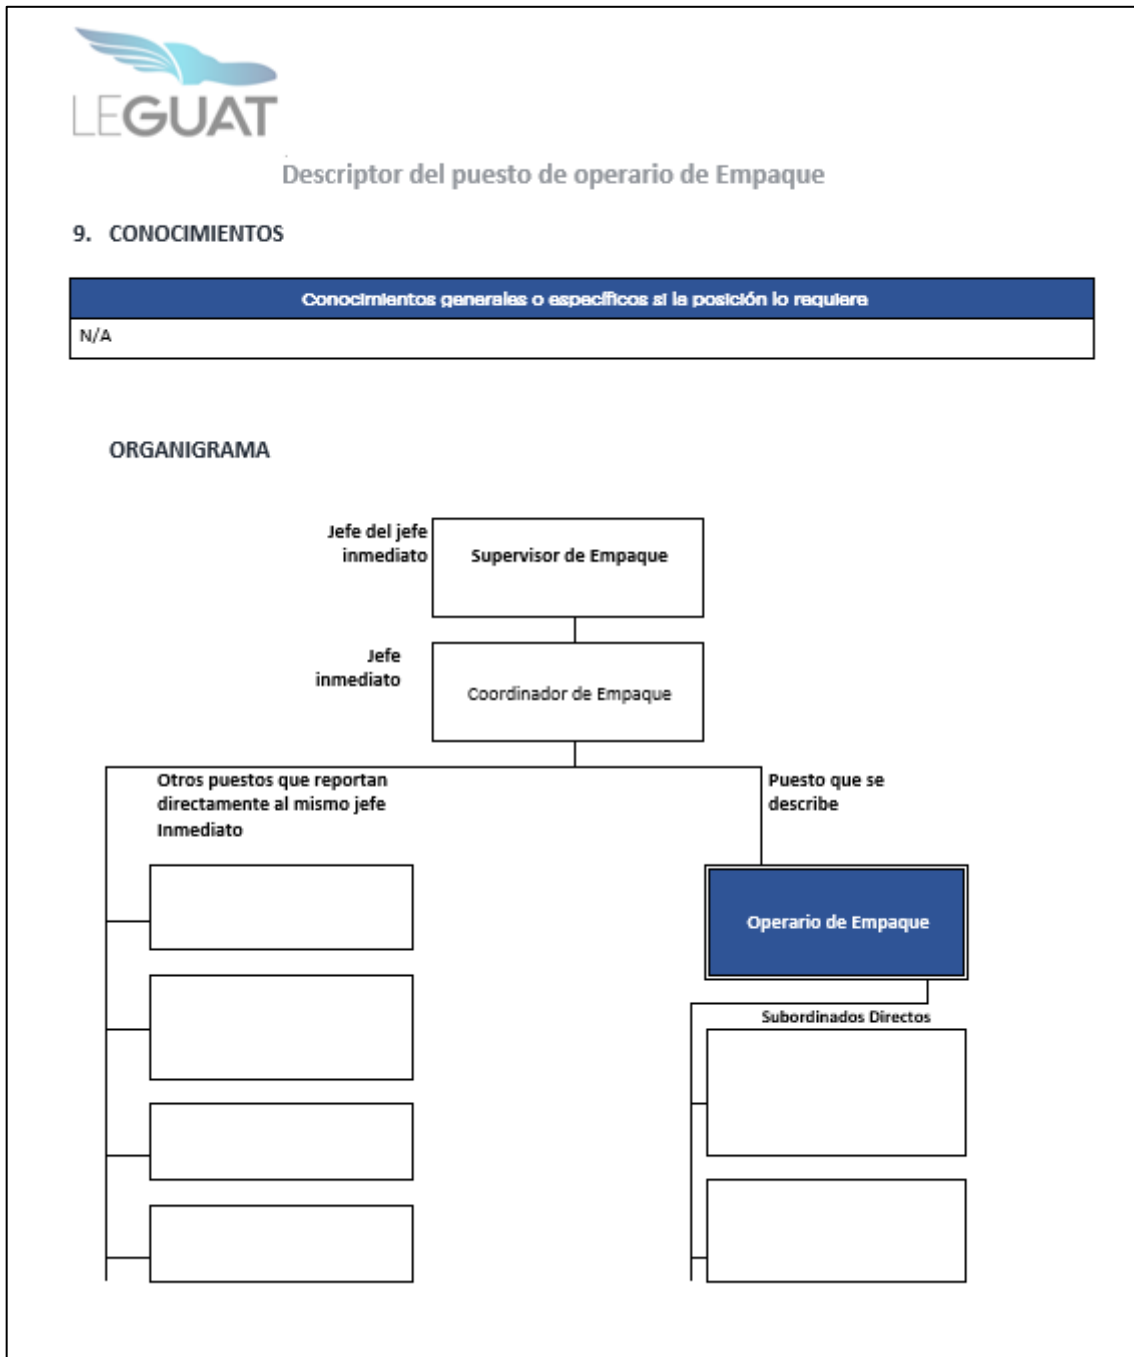 LEGUAT
Descriptor del puesto de operario de Empaque
9. CONOCIMIENTOS
Conocimientos generales o específicos si la posición lo requiere
N/A
ORGANIGRAMA
Jefe del jefe
inmediato
Supervisor de Empaque
Jefe
inmediato
Coordinador de Empaque
Otros puestos que reportan
directamente al mismo jefe
Inmediato
Puesto que se
describe
Operario de Empaque
Subordinados Directos